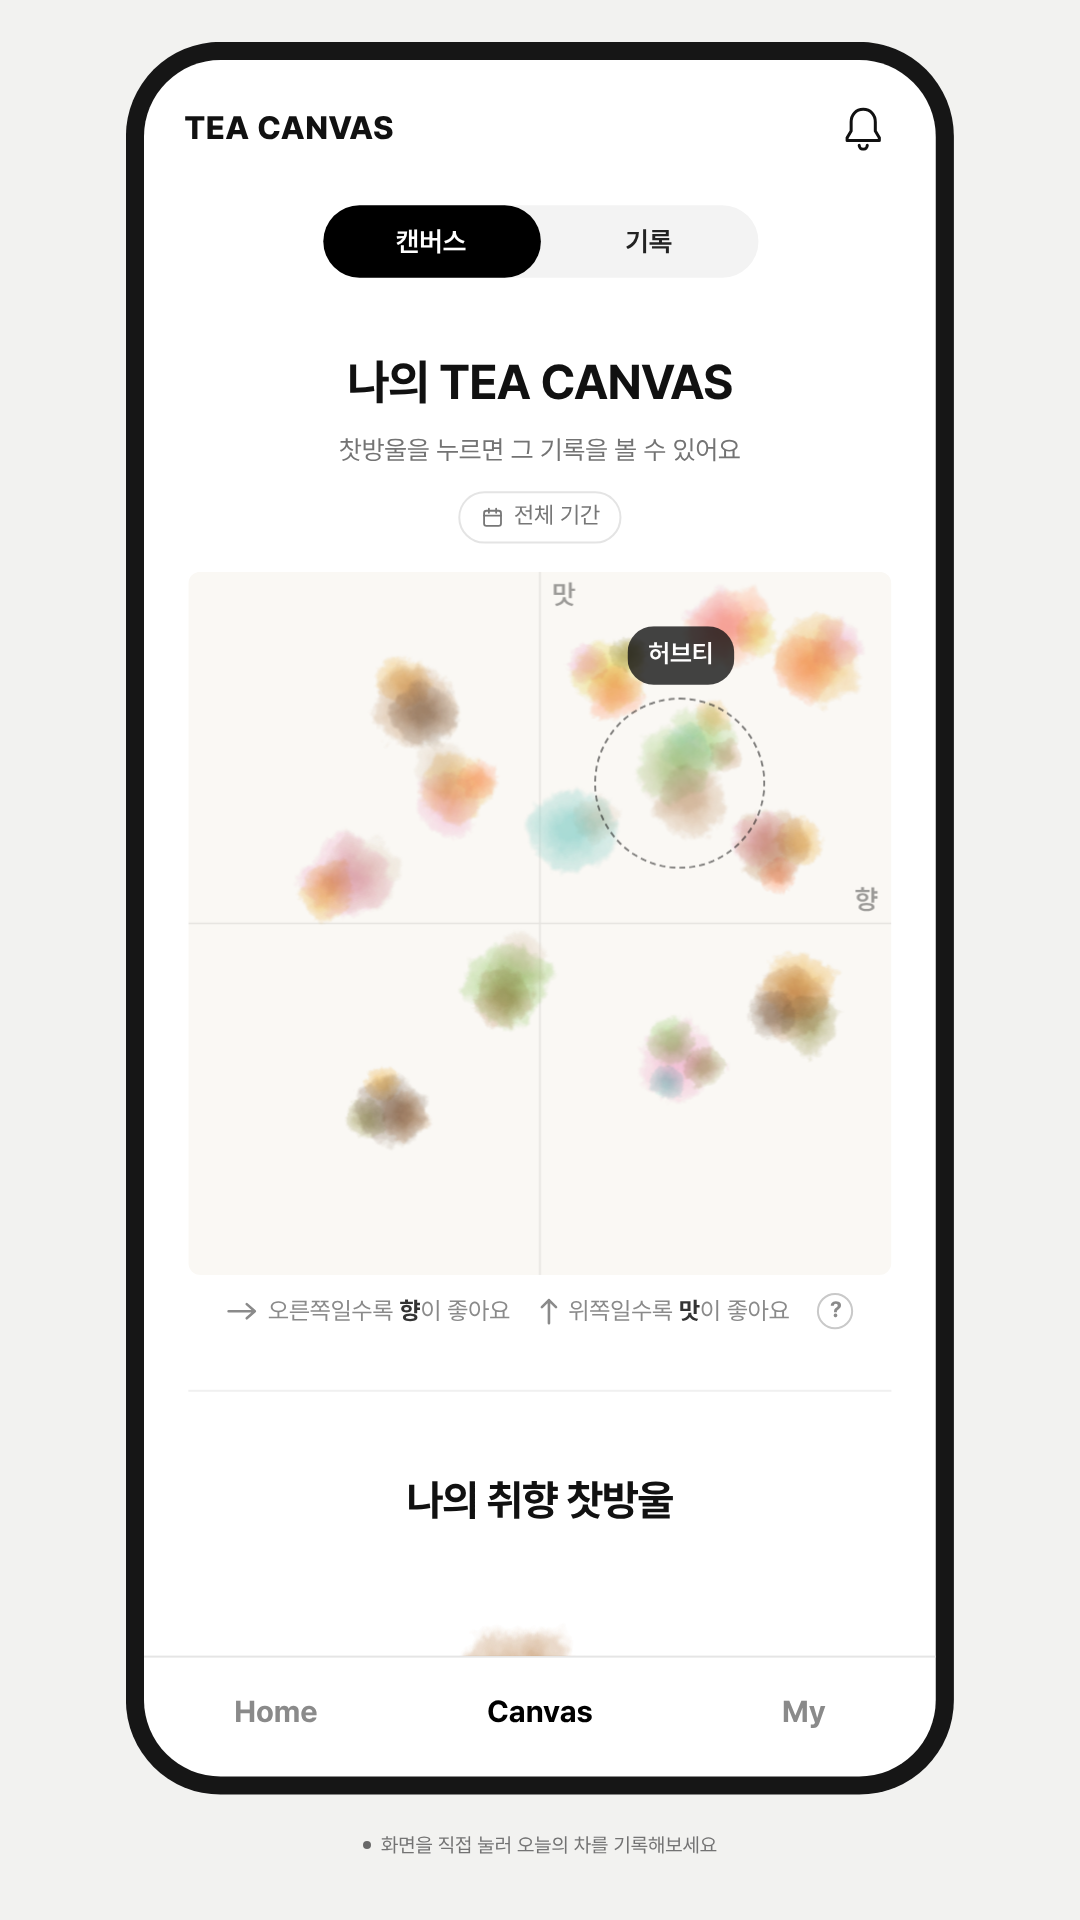 TEA CANVAS
캔버스
기록
나의 TEA CANVAS
찻방울을 누르면 그 기록을 볼 수 있어요
전체 기간
맛
허브티
향
오른쪽일수록 향이 좋아요
위쪽일수록 맛이 좋아요
?
나의 취향 찻방울
Home
Canvas
My
화면을 직접 눌러 오늘의 차를 기록해보세요